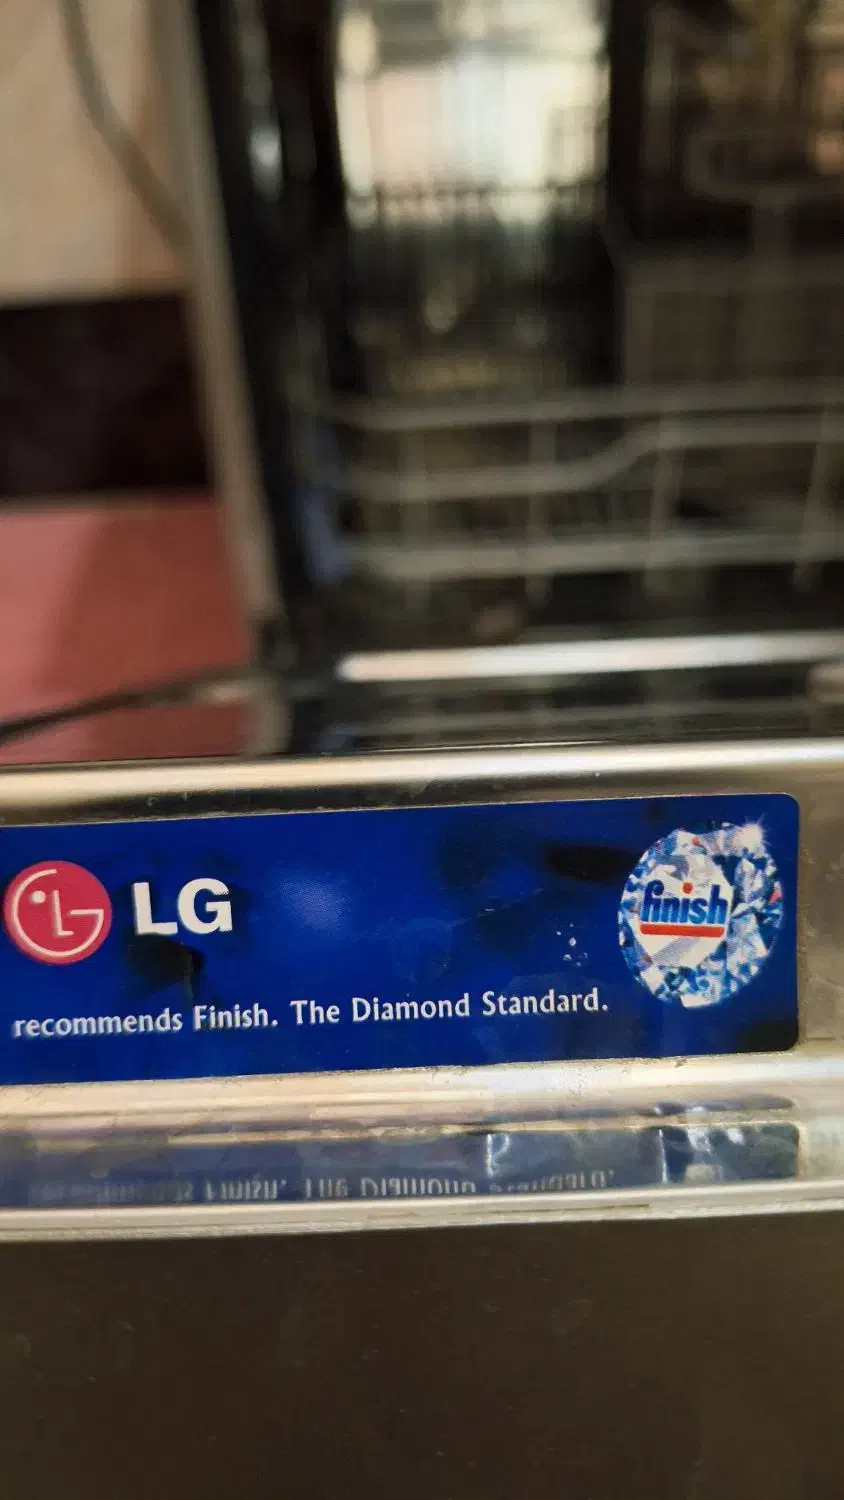 LG
finish
recommends Finish. The Diamond Standard.